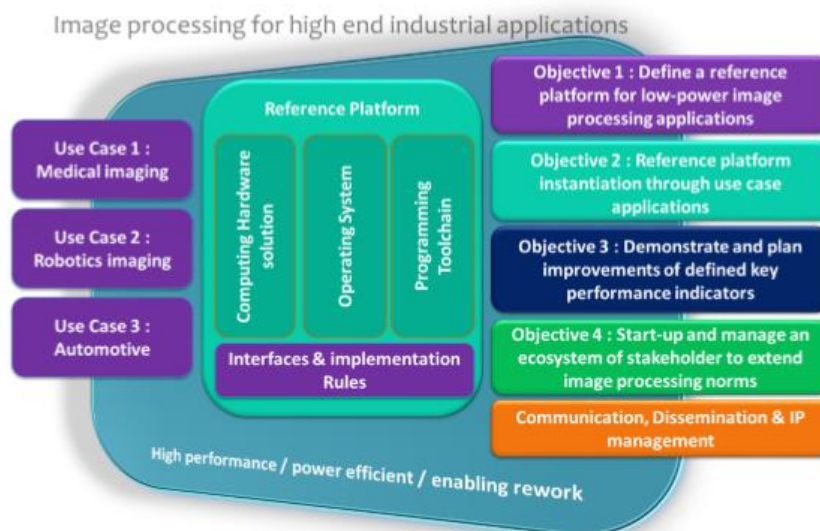 Image processing for high end industrial applications
Use Case 1 :
Medical imaging
Use Case 2 :
Robotics imaging
Use Case 3 :
Automotive
Reference Platform
Computing Hardware
solution
Operating System
Programming
Toolchain
Interfaces & implementation
Rules
Objective 1 : Define a reference
platform for low-power image
processing applications
Objective 2 : Reference platform
instantiation through use case
applications
Objective 3 : Demonstrate and plan
improvements of defined key
performance indicators
Objective 4 : Start-up and manage an
ecosystem of stakeholder to extend
image processing norms
Communication, Dissemination & IP
management
High performance / power efficient / enabling rework